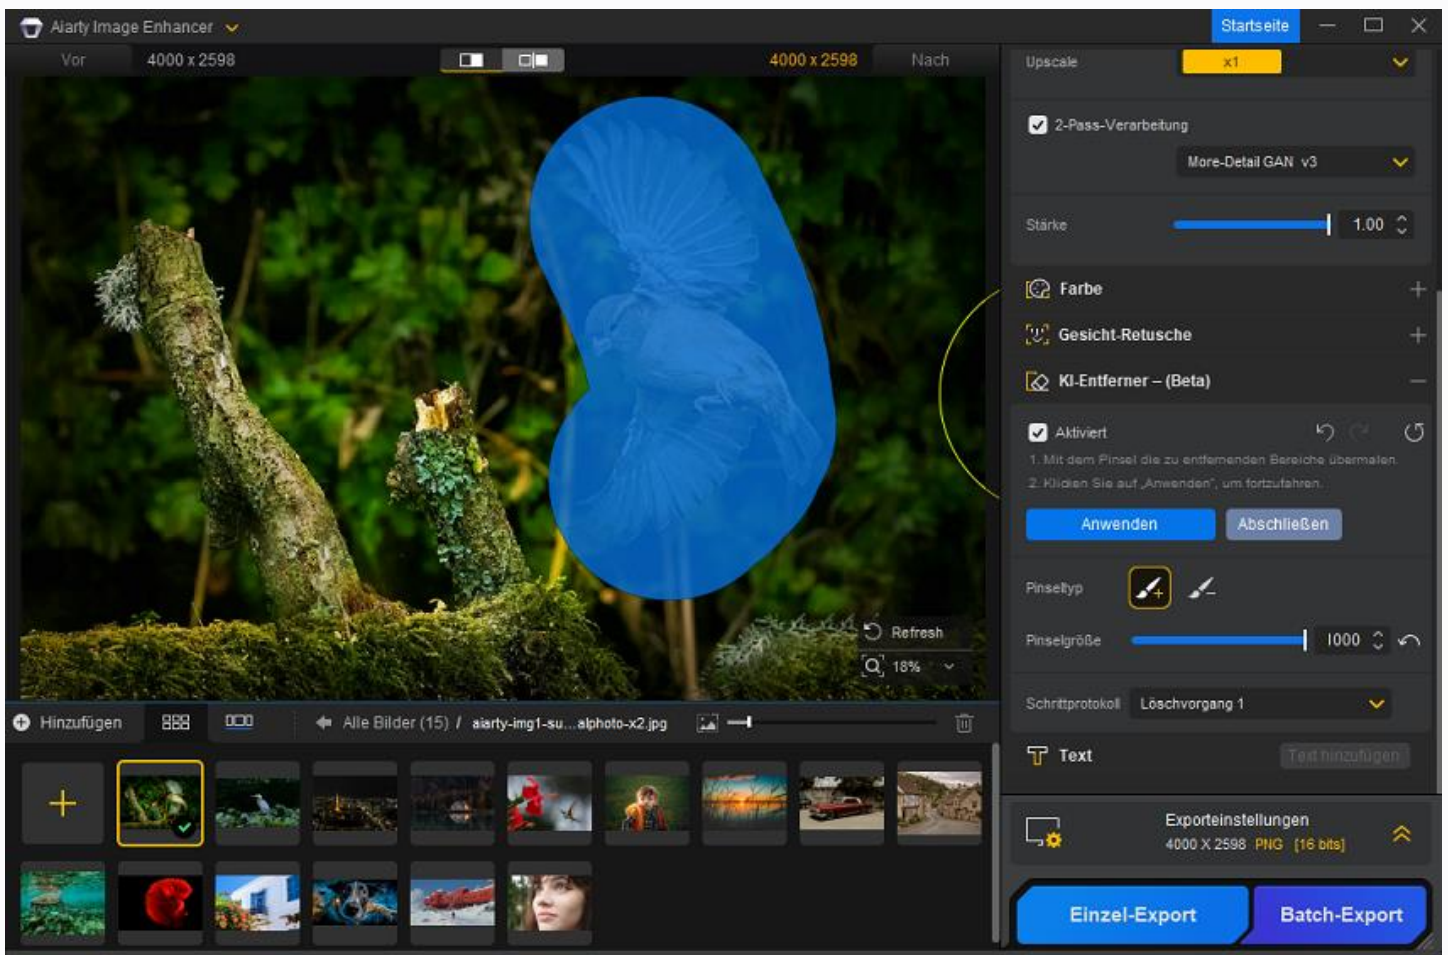 Aiarty Image Enhancer
Startseite
Vor
4000 x 2598
4000 x 2598
Nach
Upscale
x1
2-Pass-Verarbeitung
More-Detail GAN v3
Stärke
1.00
Farbe
Gesicht-Retusche
KI-Entferner – (Beta)
Aktiviert
1. Mit dem Pinsel die zu entfernenden Bereiche übermalen.
2. Klicken Sie auf „Anwenden“, um fortzufahren.
Anwenden
Abschließen
Pinseltyp
Refresh
Pinselgröße
1000
18%
Hinzufügen
Alle Bilder (15) / aiarty-img1-su...alphoto-x2.jpg
Schrittprotokoll
Löschvorgang 1
Text
Text hinzufügen
Exporteinstellungen
4000 X 2598 PNG [16 bits]
Einzel-Export
Batch-Export